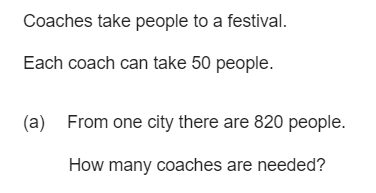 Coaches take people to a festival.
Each coach can take 50 people.
(a) From one city there are 820 people.
How many coaches are needed?